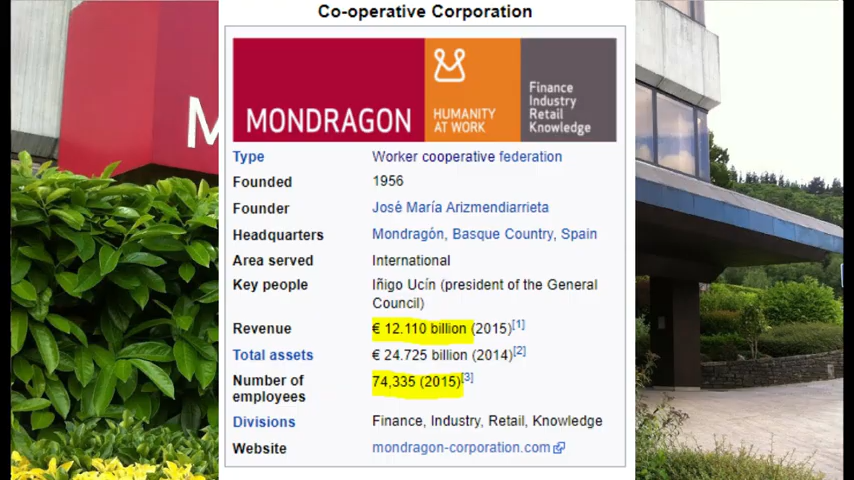 Co-operative Corporation
M
MONDRAGON
HUMANITY
AT WORK
Finance
Industry
Retail
Knowledge
Type Worker cooperative federation
Founded 1956
Founder José María Arizmendiarrieta
Headquarters Mondragón, Basque Country, Spain
Area served International
Key people Iñigo Ucín (president of the General
Council)
Revenue € 12.110 billion (2015)[1]
Total assets € 24.725 billion (2014)[2]
Number of
employees 74,335 (2015)[3]
Divisions Finance, Industry, Retail, Knowledge
Website mondragon-corporation.com